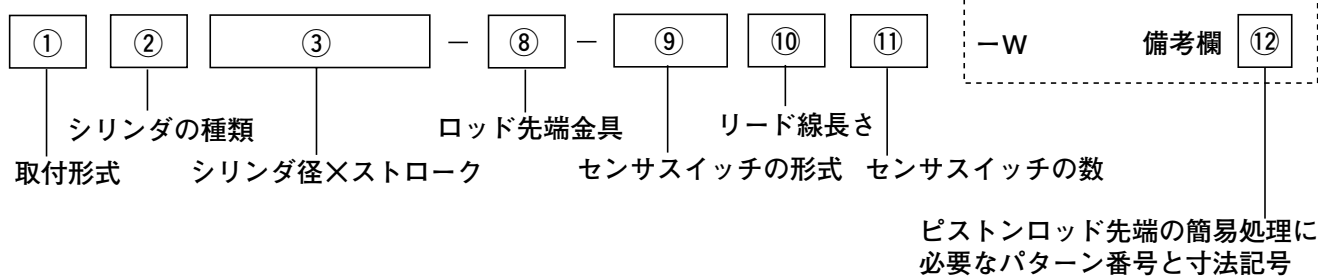 ① ② ③ − ⑧ − ⑨ ⑩ ⑪ −W 備考欄 ⑫
シリンダの種類 ロッド先端金具 リード線長さ
取付形式 シリンダ径×ストローク センサスイッチの形式 センサスイッチの数
ピストンロッド先端の簡易処理に
必要なパターン番号と寸法記号